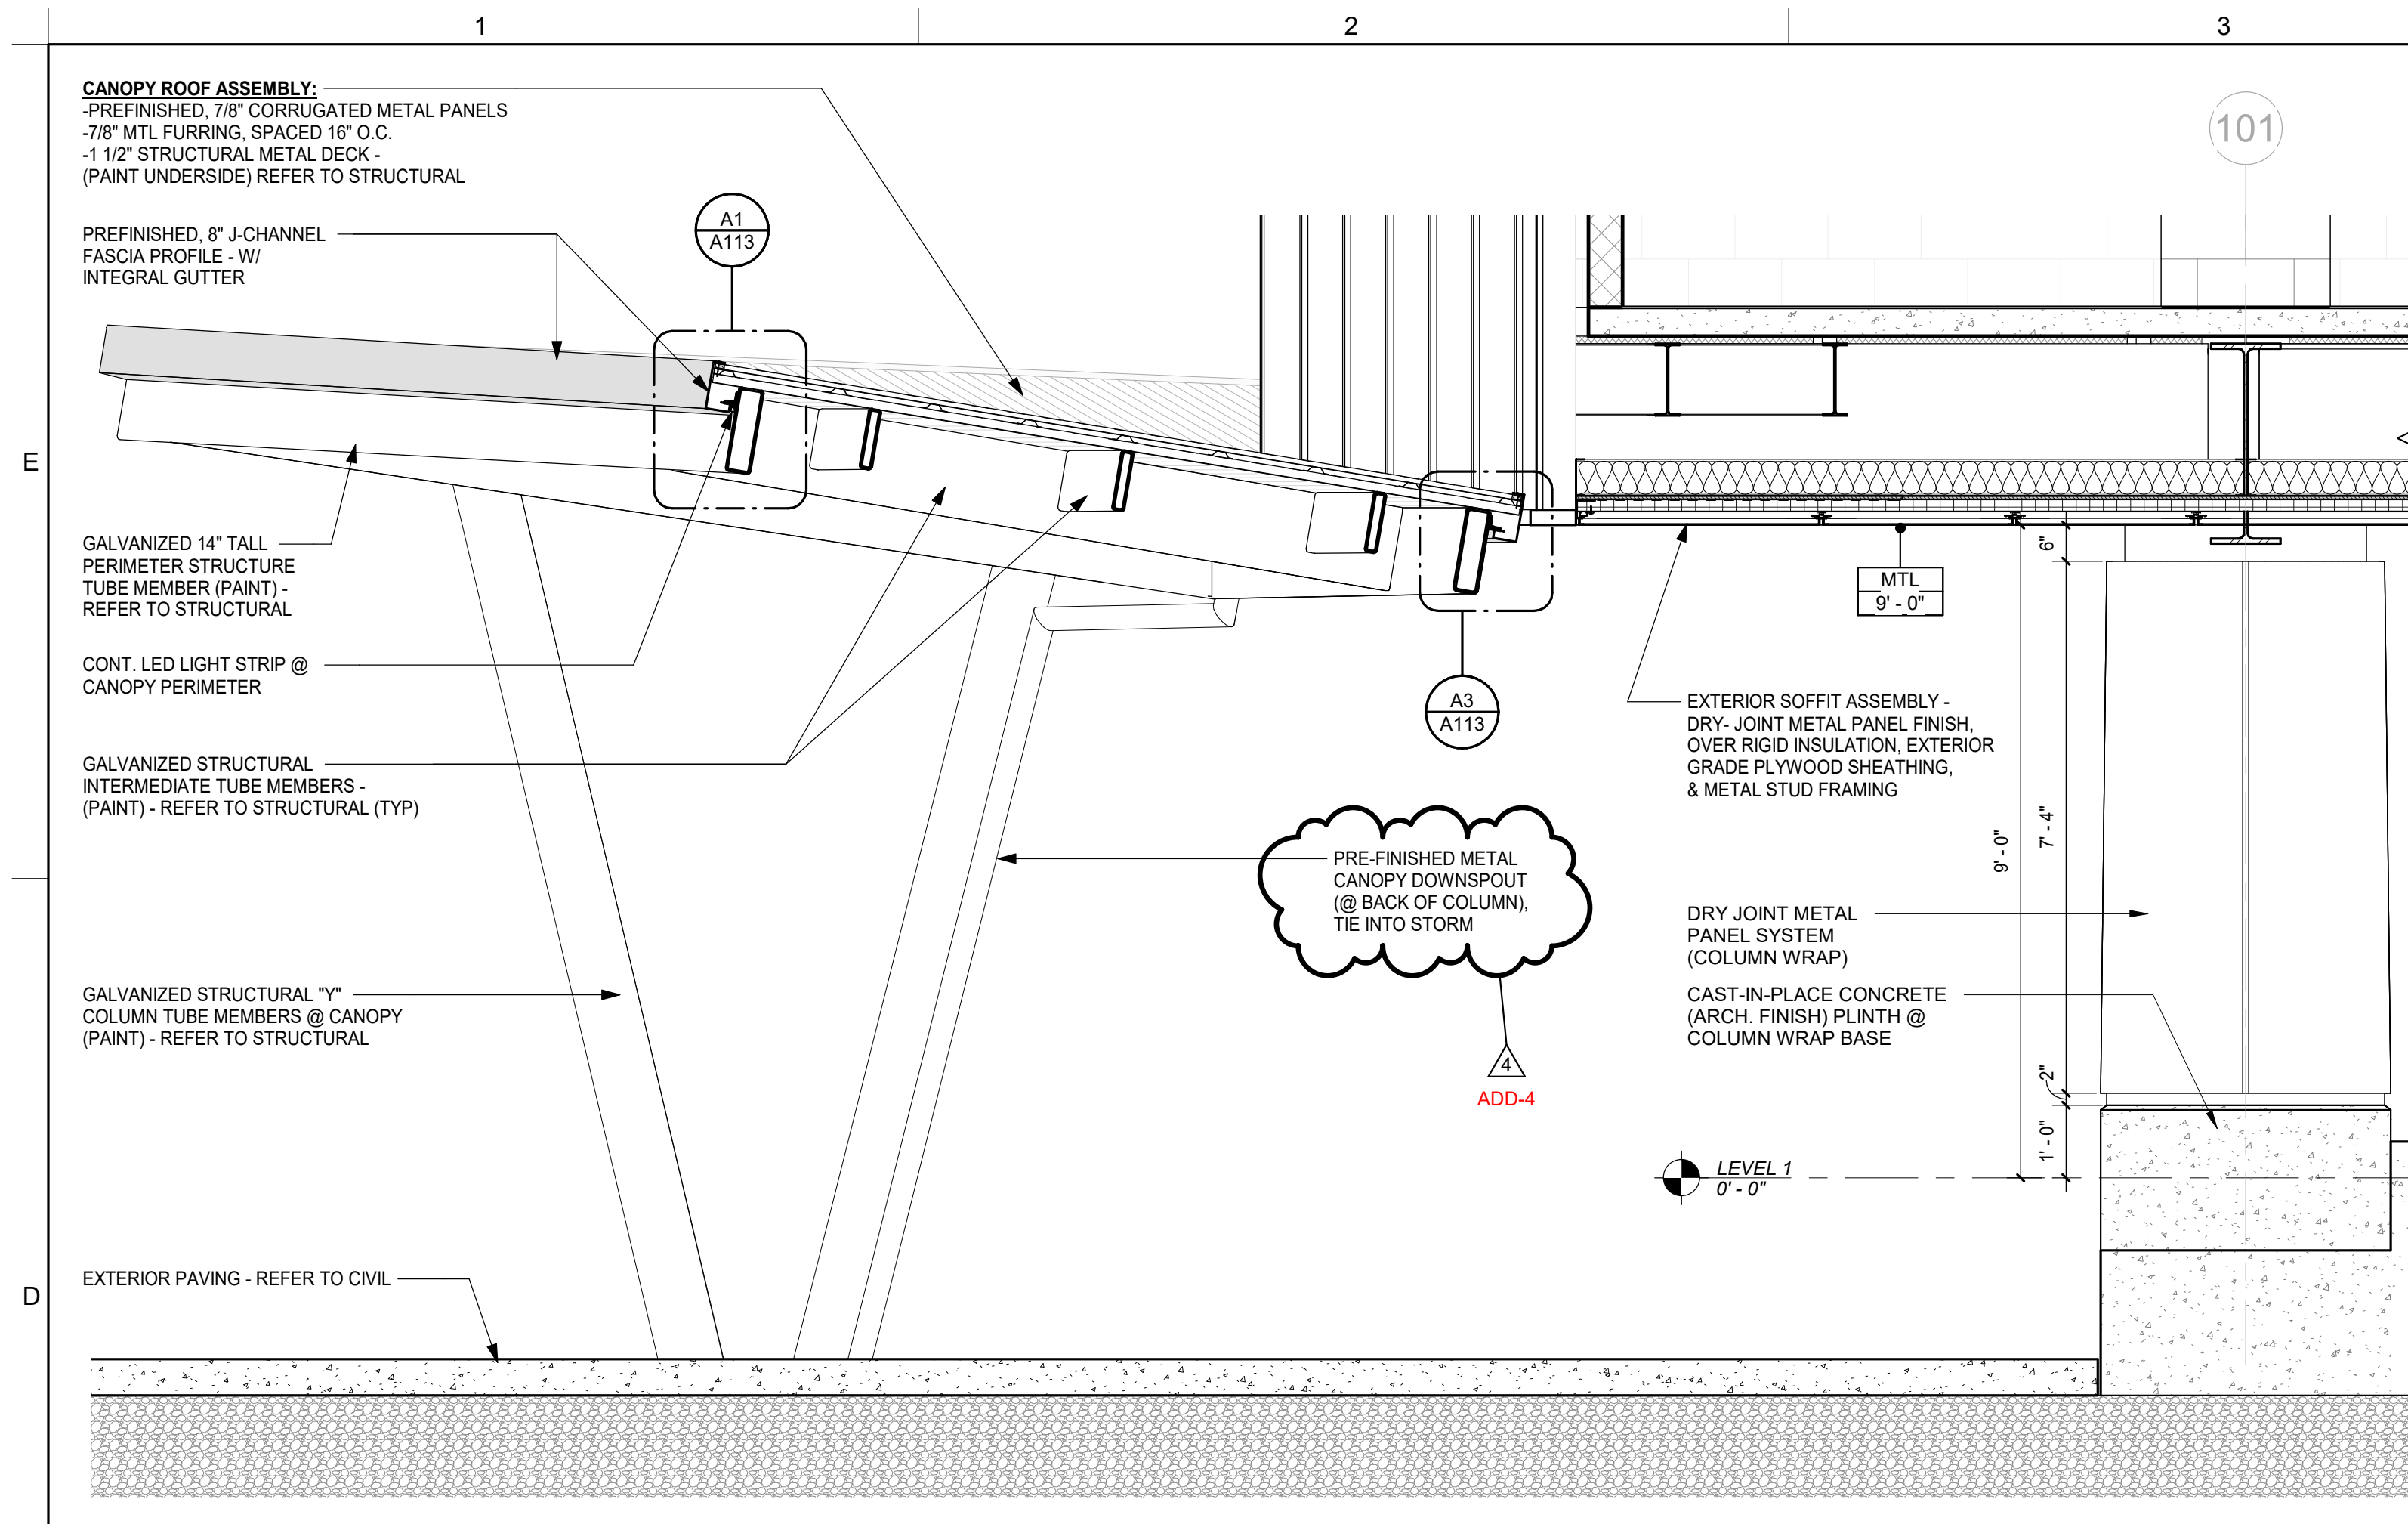 1
2
3
CANOPY ROOF ASSEMBLY:
-PREFINISHED, 7/8" CORRUGATED METAL PANELS
-7/8" MTL FURRING, SPACED 16" O.C.
-1 1/2" STRUCTURAL METAL DECK -
(PAINT UNDERSIDE) REFER TO STRUCTURAL
101
A1
A113
PREFINISHED, 8" J-CHANNEL
FASCIA PROFILE - W/
INTEGRAL GUTTER
E
GALVANIZED 14" TALL
PERIMETER STRUCTURE
TUBE MEMBER (PAINT) -
REFER TO STRUCTURAL
6"
MTL
9' - 0"
CONT. LED LIGHT STRIP @
CANOPY PERIMETER
A3
A113
EXTERIOR SOFFIT ASSEMBLY -
DRY- JOINT METAL PANEL FINISH,
OVER RIGID INSULATION, EXTERIOR
GRADE PLYWOOD SHEATHING,
& METAL STUD FRAMING
GALVANIZED STRUCTURAL
INTERMEDIATE TUBE MEMBERS -
(PAINT) - REFER TO STRUCTURAL (TYP)
9' - 0"
7' - 4"
PRE-FINISHED METAL
CANOPY DOWNSPOUT
(@ BACK OF COLUMN),
TIE INTO STORM
DRY JOINT METAL
PANEL SYSTEM
(COLUMN WRAP)
GALVANIZED STRUCTURAL "Y"
COLUMN TUBE MEMBERS @ CANOPY
(PAINT) - REFER TO STRUCTURAL
CAST-IN-PLACE CONCRETE
(ARCH. FINISH) PLINTH @
COLUMN WRAP BASE
4
ADD-4
2"
1' - 0"
LEVEL 1
0' - 0"
EXTERIOR PAVING - REFER TO CIVIL
D